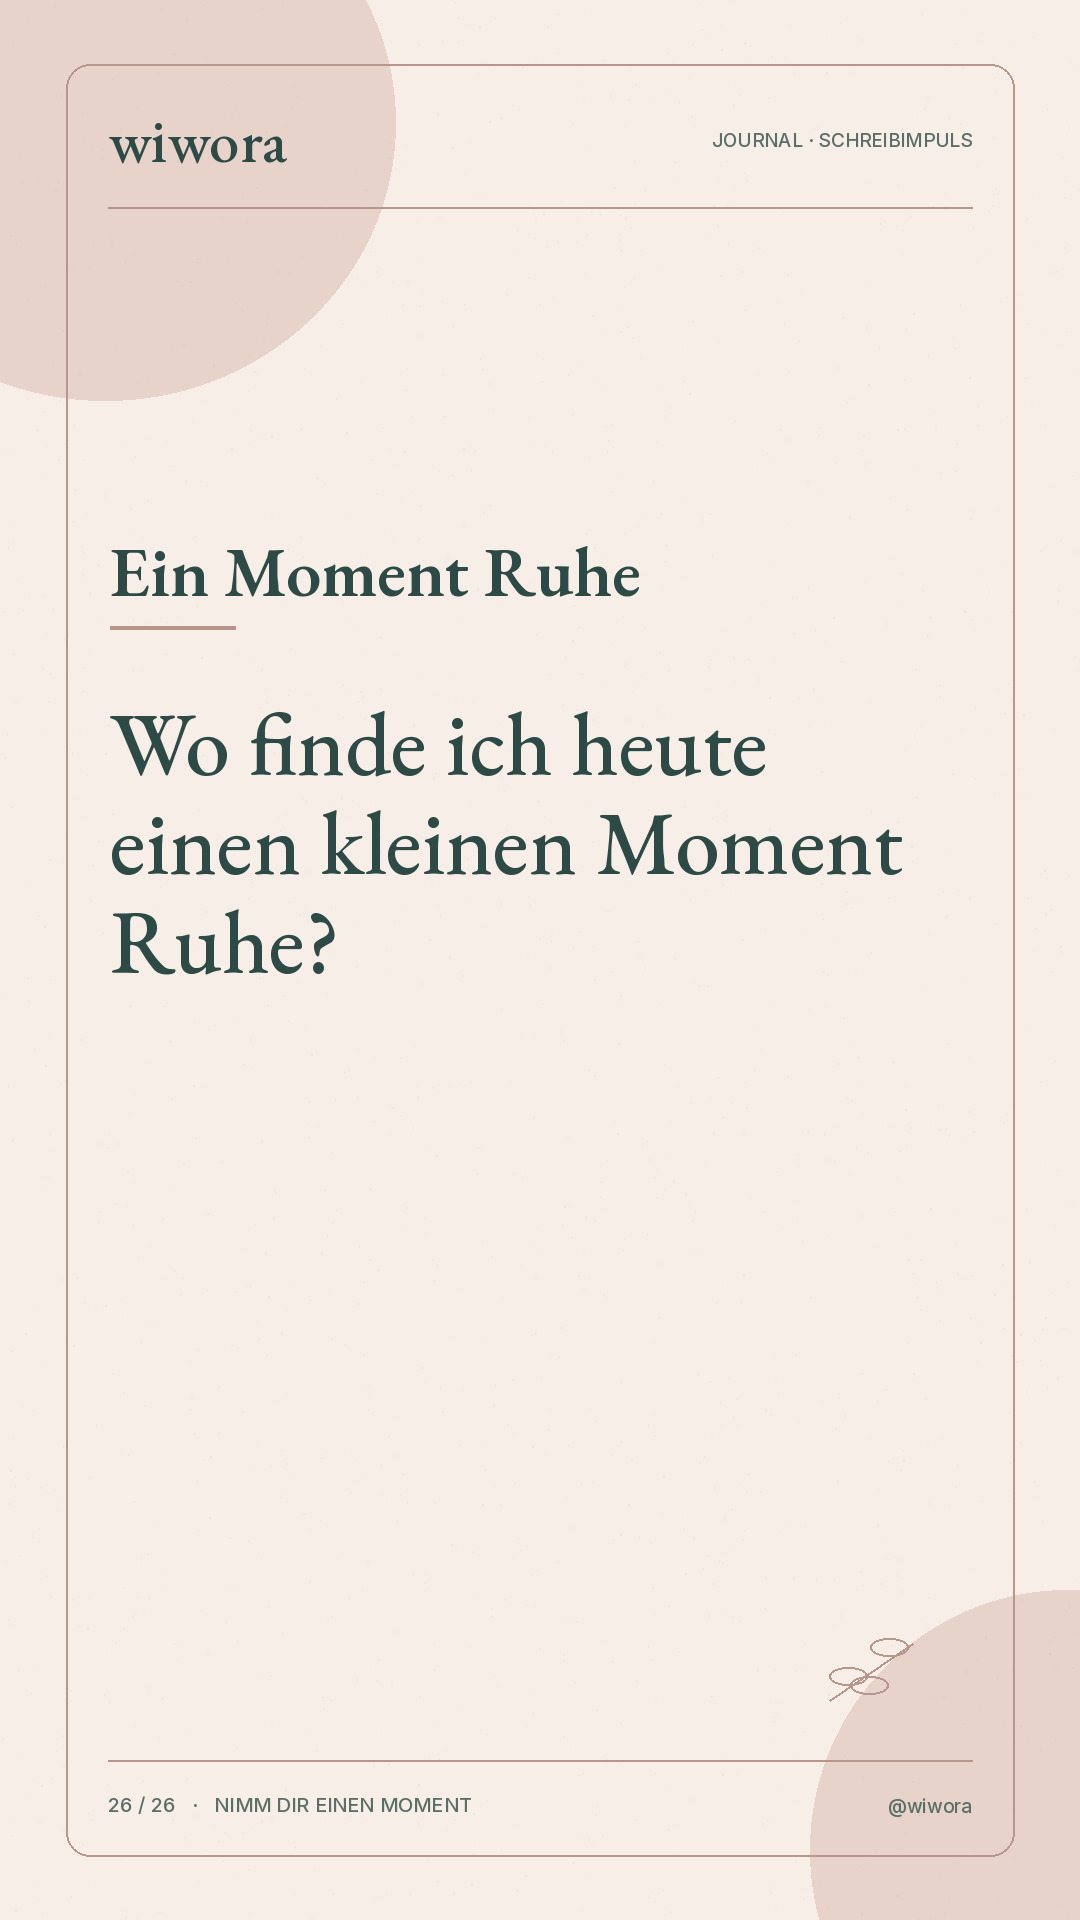 wiwora
JOURNAL · SCHREIBIMPULS
Ein Moment Ruhe
Wo finde ich heute
einen kleinen Moment
Ruhe?
26 / 26 · NIMM DIR EINEN MOMENT
@wiwora